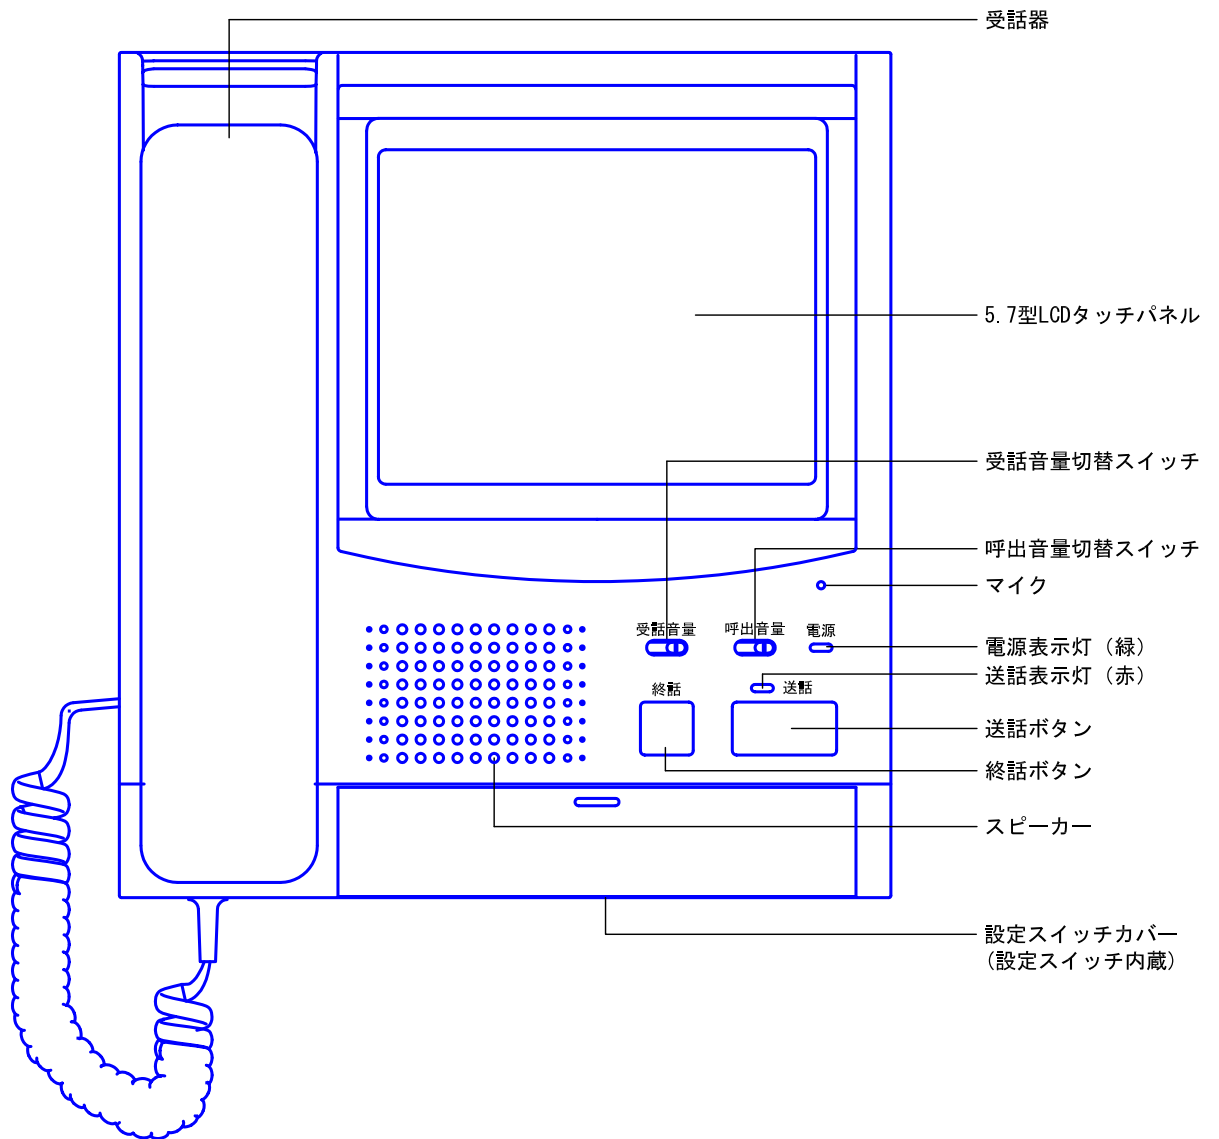 受話器
5.7型LCDタッチパネル
受話音量切替スイッチ
呼出音量切替スイッチ
マイク
受話音量
呼出音量
電源
電源表示灯（緑）
送話表示灯（赤）
終話
送話
送話ボタン
終話ボタン
スピーカー
設定スイッチカバー
（設定スイッチ内蔵）